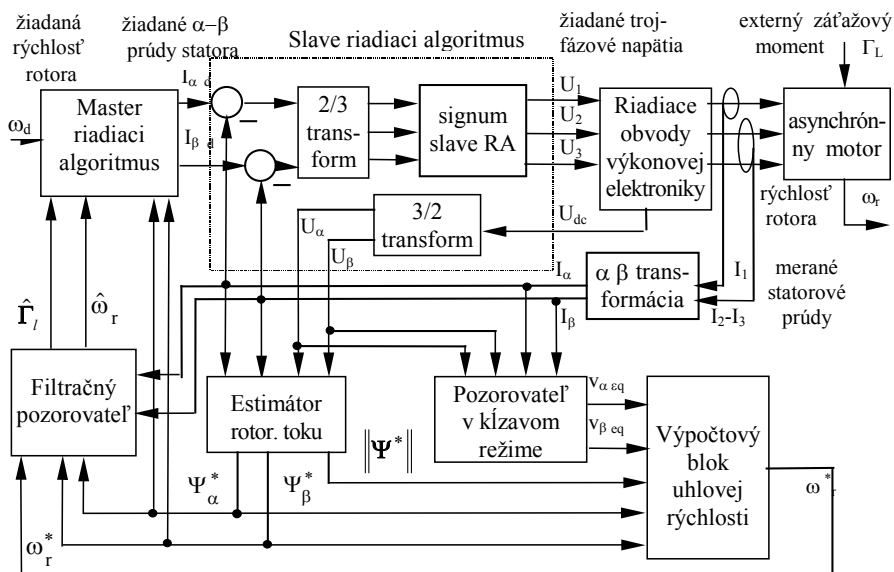 žiadaná
rýchlosť
rotora
žiadané α–β
prúdy statora
Slave riadiaci algoritmus
žiadané troj-
fázové napätia
externý záťažový
moment
Γ_L
ω_d
Master
riadiaci
algoritmus
I_α d
I_β d
–
–
2/3
trans-
form
signum
slave RA
U_1
U_2
U_3
Riadiace
obvody
výkonovej
elektroniky
asynchrón-
ny motor
rýchlosť
rotora
ω_r
U_α
U_β
3/2
transform
U_dc
I_α
I_β
α β trans-
formácia
I_1
I_2-I_3
merané
statorové
prúdy
Γ̂_l
ω̂_r
Filtračný
pozorovateľ
Estimátor
rotor. toku
Pozorovateľ
v kĺzavom
režime
v_α eq
v_β eq
Výpočtový
blok
uhlovej
rýchlosti
Ψ*_α
Ψ*_β
‖Ψ*‖
ω*_r
ω*_r